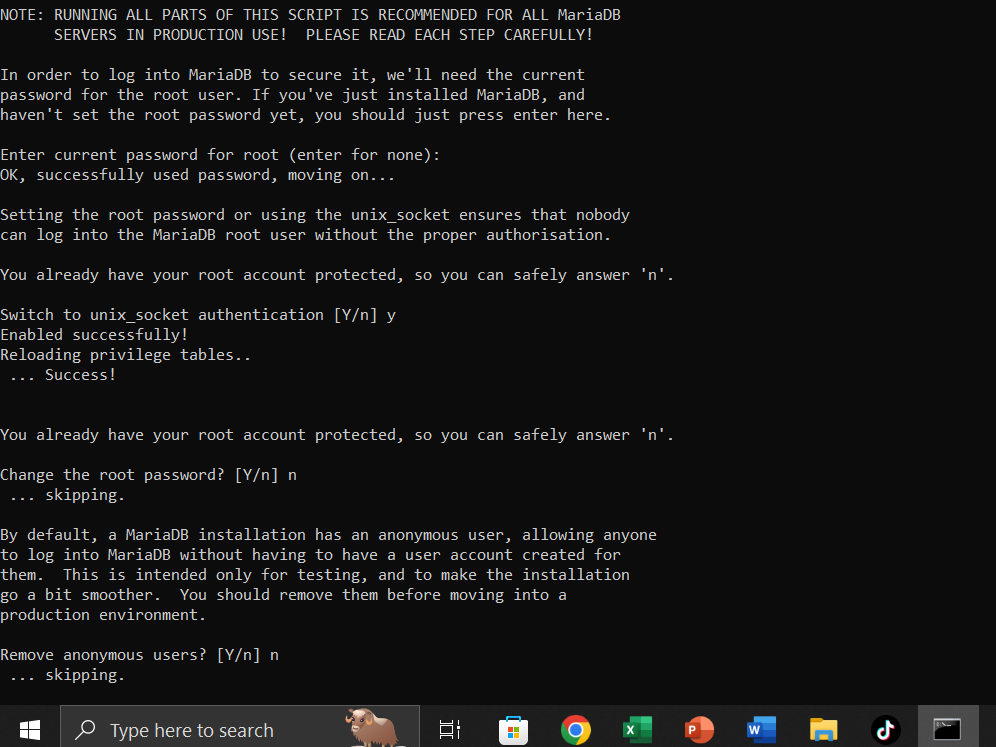 NOTE: RUNNING ALL PARTS OF THIS SCRIPT IS RECOMMENDED FOR ALL MariaDB
      SERVERS IN PRODUCTION USE!  PLEASE READ EACH STEP CAREFULLY!

In order to log into MariaDB to secure it, we'll need the current
password for the root user. If you've just installed MariaDB, and
haven't set the root password yet, you should just press enter here.

Enter current password for root (enter for none):
OK, successfully used password, moving on...

Setting the root password or using the unix_socket ensures that nobody
can log into the MariaDB root user without the proper authorisation.

You already have your root account protected, so you can safely answer 'n'.

Switch to unix_socket authentication [Y/n] y
Enabled successfully!
Reloading privilege tables..
 ... Success!


You already have your root account protected, so you can safely answer 'n'.

Change the root password? [Y/n] n
 ... skipping.

By default, a MariaDB installation has an anonymous user, allowing anyone
to log into MariaDB without having to have a user account created for
them.  This is intended only for testing, and to make the installation
go a bit smoother.  You should remove them before moving into a
production environment.

Remove anonymous users? [Y/n] n
 ... skipping.
Type here to search
X
P
W